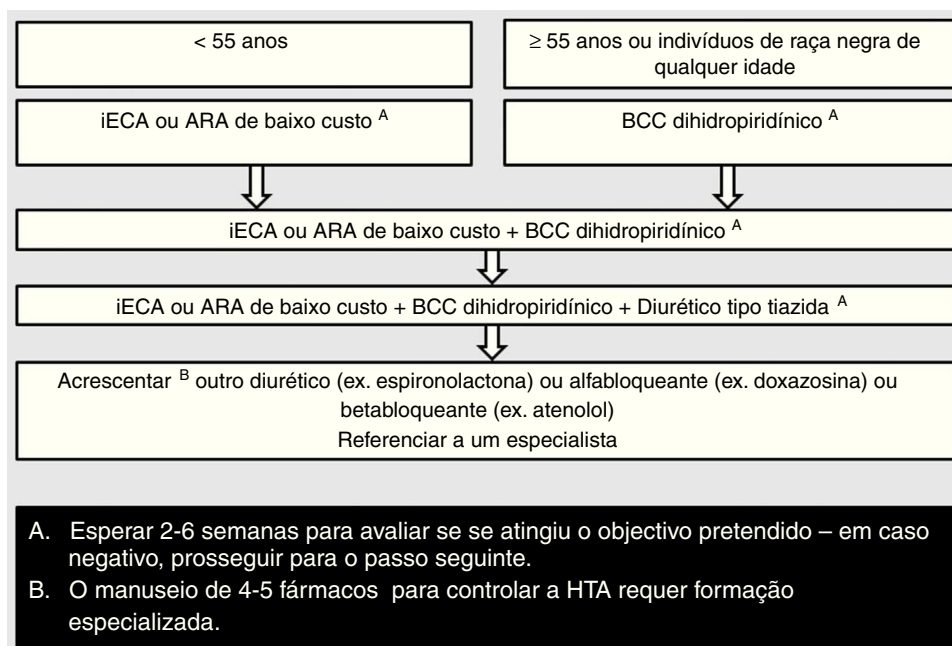 < 55 anos
≥ 55 anos ou indivíduos de raça negra de
qualquer idade
iECA ou ARA de baixo custo A
BCC dihidropiridínico A
iECA ou ARA de baixo custo + BCC dihidropiridínico A
iECA ou ARA de baixo custo + BCC dihidropiridínico + Diurético tipo tiazida A
Acrescentar B outro diurético (ex. espironolactona) ou alfabloqueante (ex. doxazosina) ou
betabloqueante (ex. atenolol)
Referenciar a um especialista
A. Esperar 2-6 semanas para avaliar se se atingiu o objectivo pretendido – em caso
negativo, prosseguir para o passo seguinte.
B. O manuseio de 4-5 fármacos para controlar a HTA requer formação
especializada.